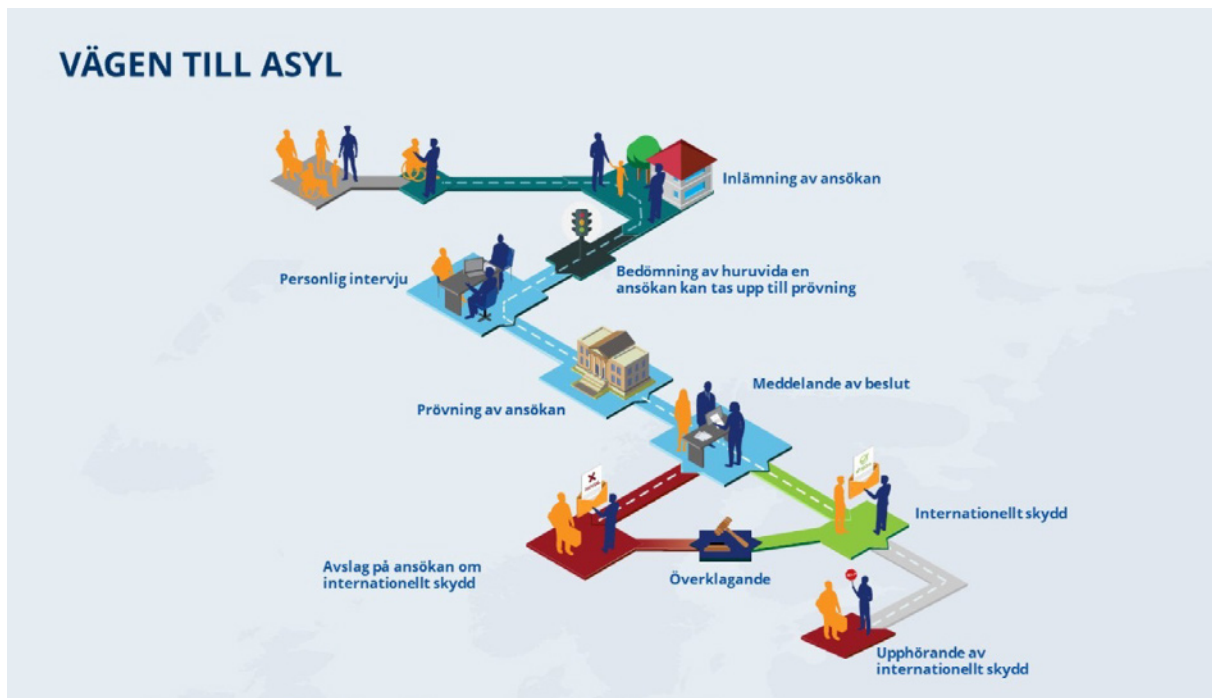 VÄGEN TILL ASYL
Inlämning av ansökan
Personlig intervju
Bedömning av huruvida en
ansökan kan tas upp till prövning
Meddelande av beslut
Prövning av ansökan
Internationellt skydd
Avslag på ansökan om
internationellt skydd
Överklagande
Upphörande av
internationellt skydd